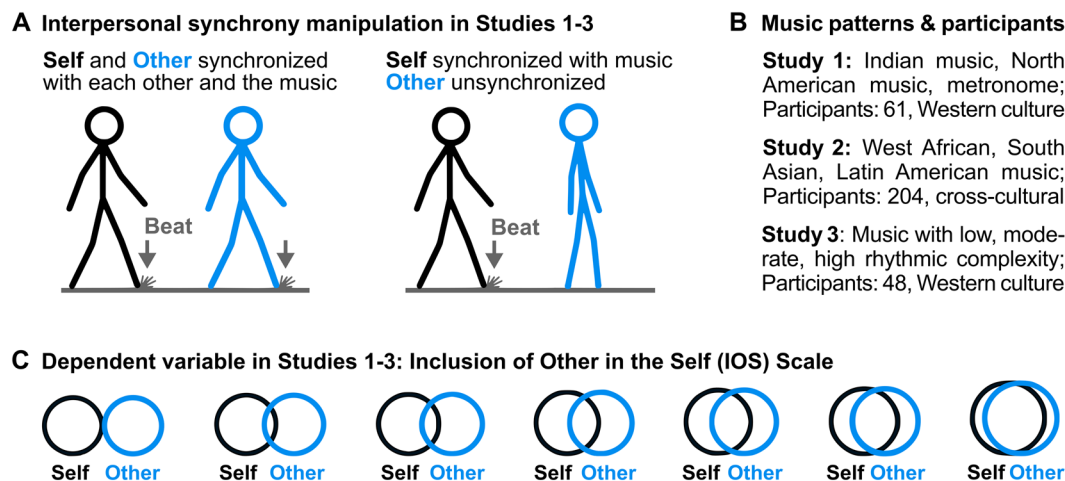 A Interpersonal synchrony manipulation in Studies 1-3
Self and Other synchronized
with each other and the music
Beat
Self synchronized with music
Other unsynchronized
Beat
B Music patterns & participants
Study 1: Indian music, North
American music, metronome;
Participants: 61, Western culture
Study 2: West African, South
Asian, Latin American music;
Participants: 204, cross-cultural
Study 3: Music with low, mode-
rate, high rhythmic complexity;
Participants: 48, Western culture
C Dependent variable in Studies 1-3: Inclusion of Other in the Self (IOS) Scale
Self Other
Self Other
Self Other
Self Other
Self Other
Self Other
Self Other